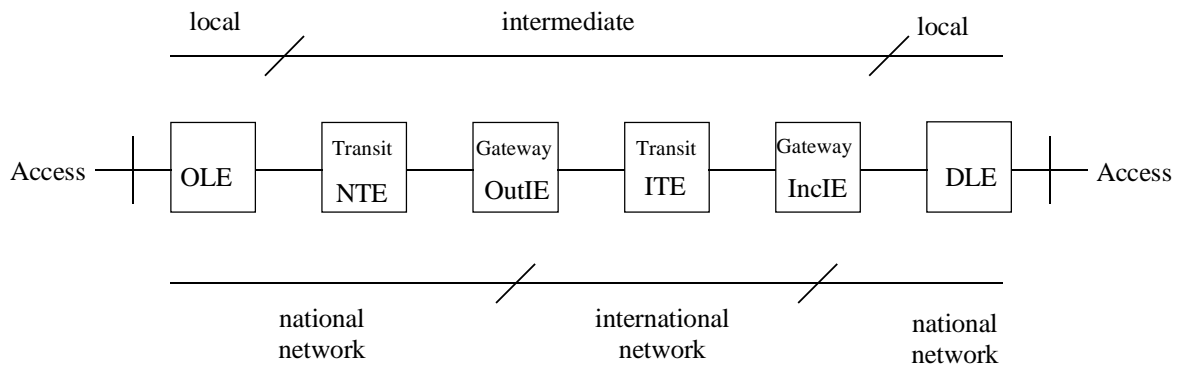 local
intermediate
local
Access
Transit
OLE
NTE
Gateway
OutIE
Transit
ITE
Gateway
IncIE
DLE
Access
national
network
international
network
national
network